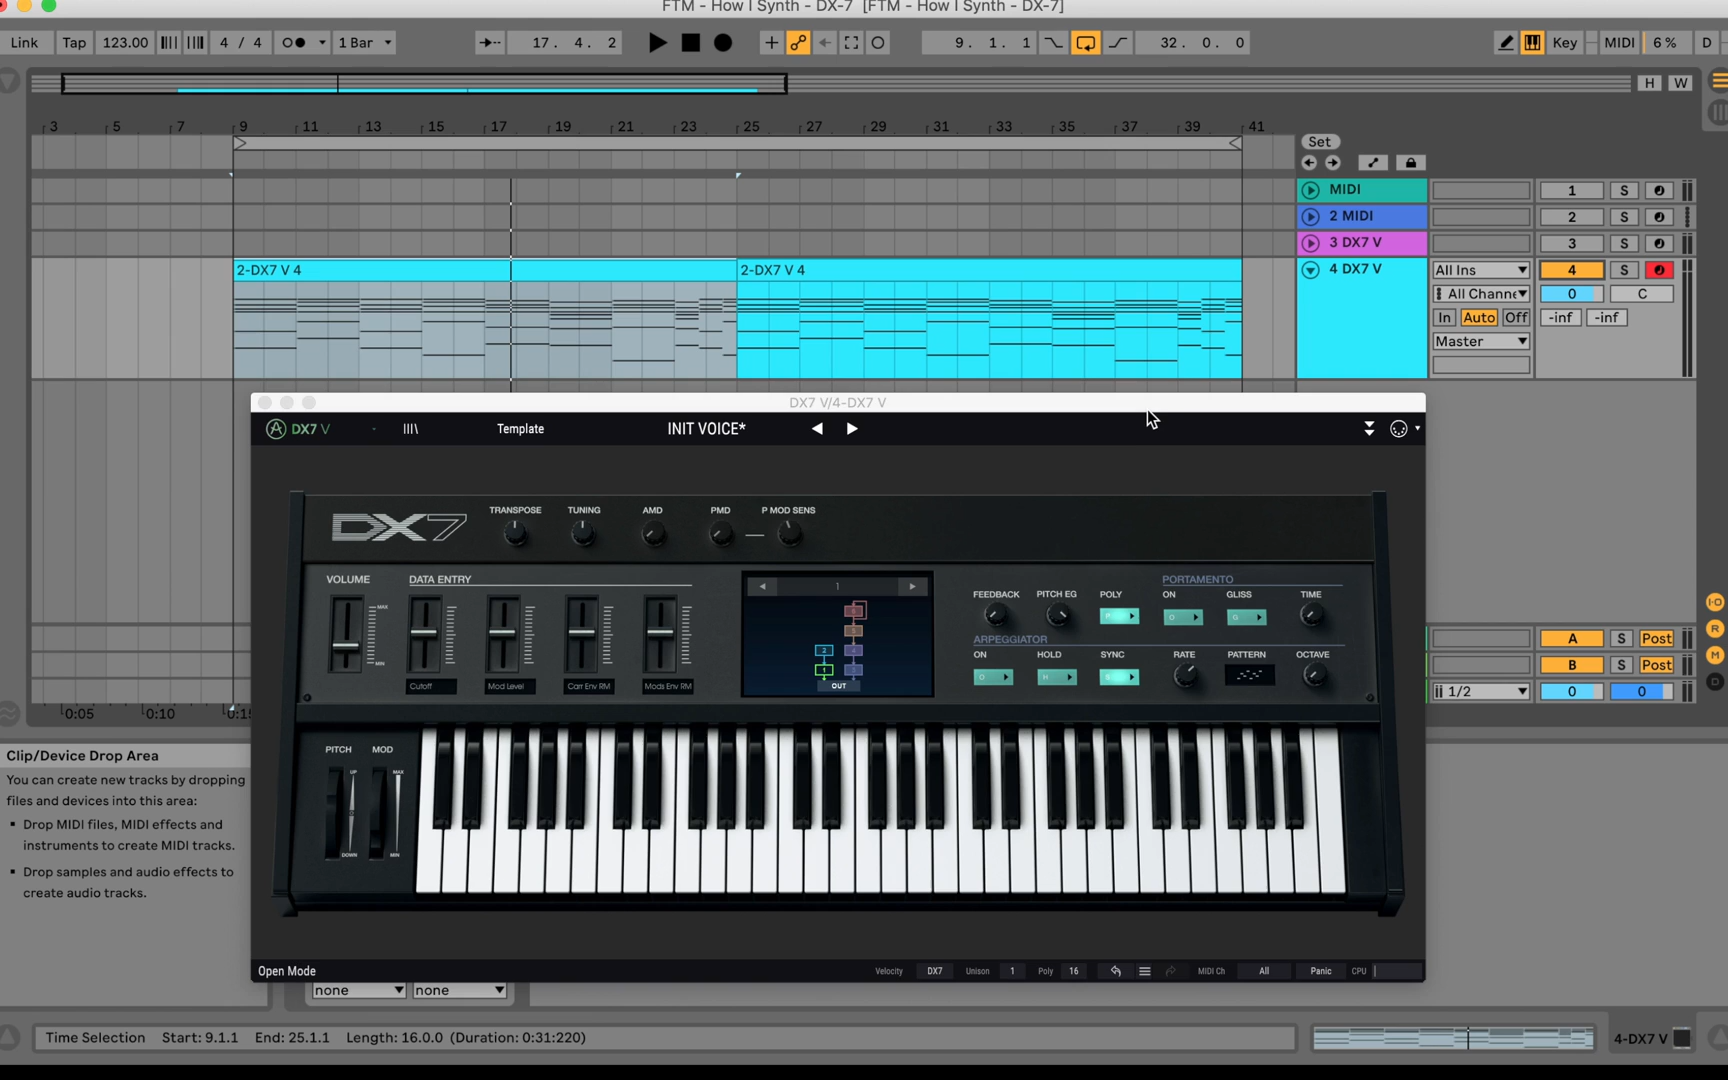 FTM - How I Synth - DX-7  [FTM - How I Synth - DX-7]
Link Tap 123.00 4 / 4 1 Bar 17. 4. 2 9. 1. 1 32. 0. 0 Key MIDI 6 % D
H W
3 5 7 9 11 13 15 17 19 21 23 25 27 29 31 33 35 37 39 41
Set
MIDI 1 S
2 MIDI 2 S
3 DX7 V 3 S
2-DX7 V 4 2-DX7 V 4 4 DX7 V All Ins 4 S
All Channe 0 C
In Auto Off -inf -inf
Master
DX7 V/4-DX7 V
DX7 V Template INIT VOICE*
DX7 TRANSPOSE TUNING AMD PMD P MOD SENS
VOLUME DATA ENTRY
MAX
MIN
Cutoff Mod Level Carr Env RM Mods Env RM
1
2
1
OUT
PORTAMENTO
FEEDBACK PITCH EG POLY ON GLISS TIME
ARPEGGIATOR
ON HOLD SYNC RATE PATTERN OCTAVE
A S Post
B S Post
1/2 0 0
I·O
R
M
D
0:05 0:10 0:15
PITCH MOD
UP MAX
DOWN MIN
Clip/Device Drop Area
You can create new tracks by dropping
files and devices into this area:
▪ Drop MIDI files, MIDI effects and
instruments to create MIDI tracks.
▪ Drop samples and audio effects to
create audio tracks.
Open Mode Velocity DX7 Unison 1 Poly 16 MIDI Ch All Panic CPU
none none
Time Selection Start: 9.1.1 End: 25.1.1 Length: 16.0.0 (Duration: 0:31:220) 4-DX7 V